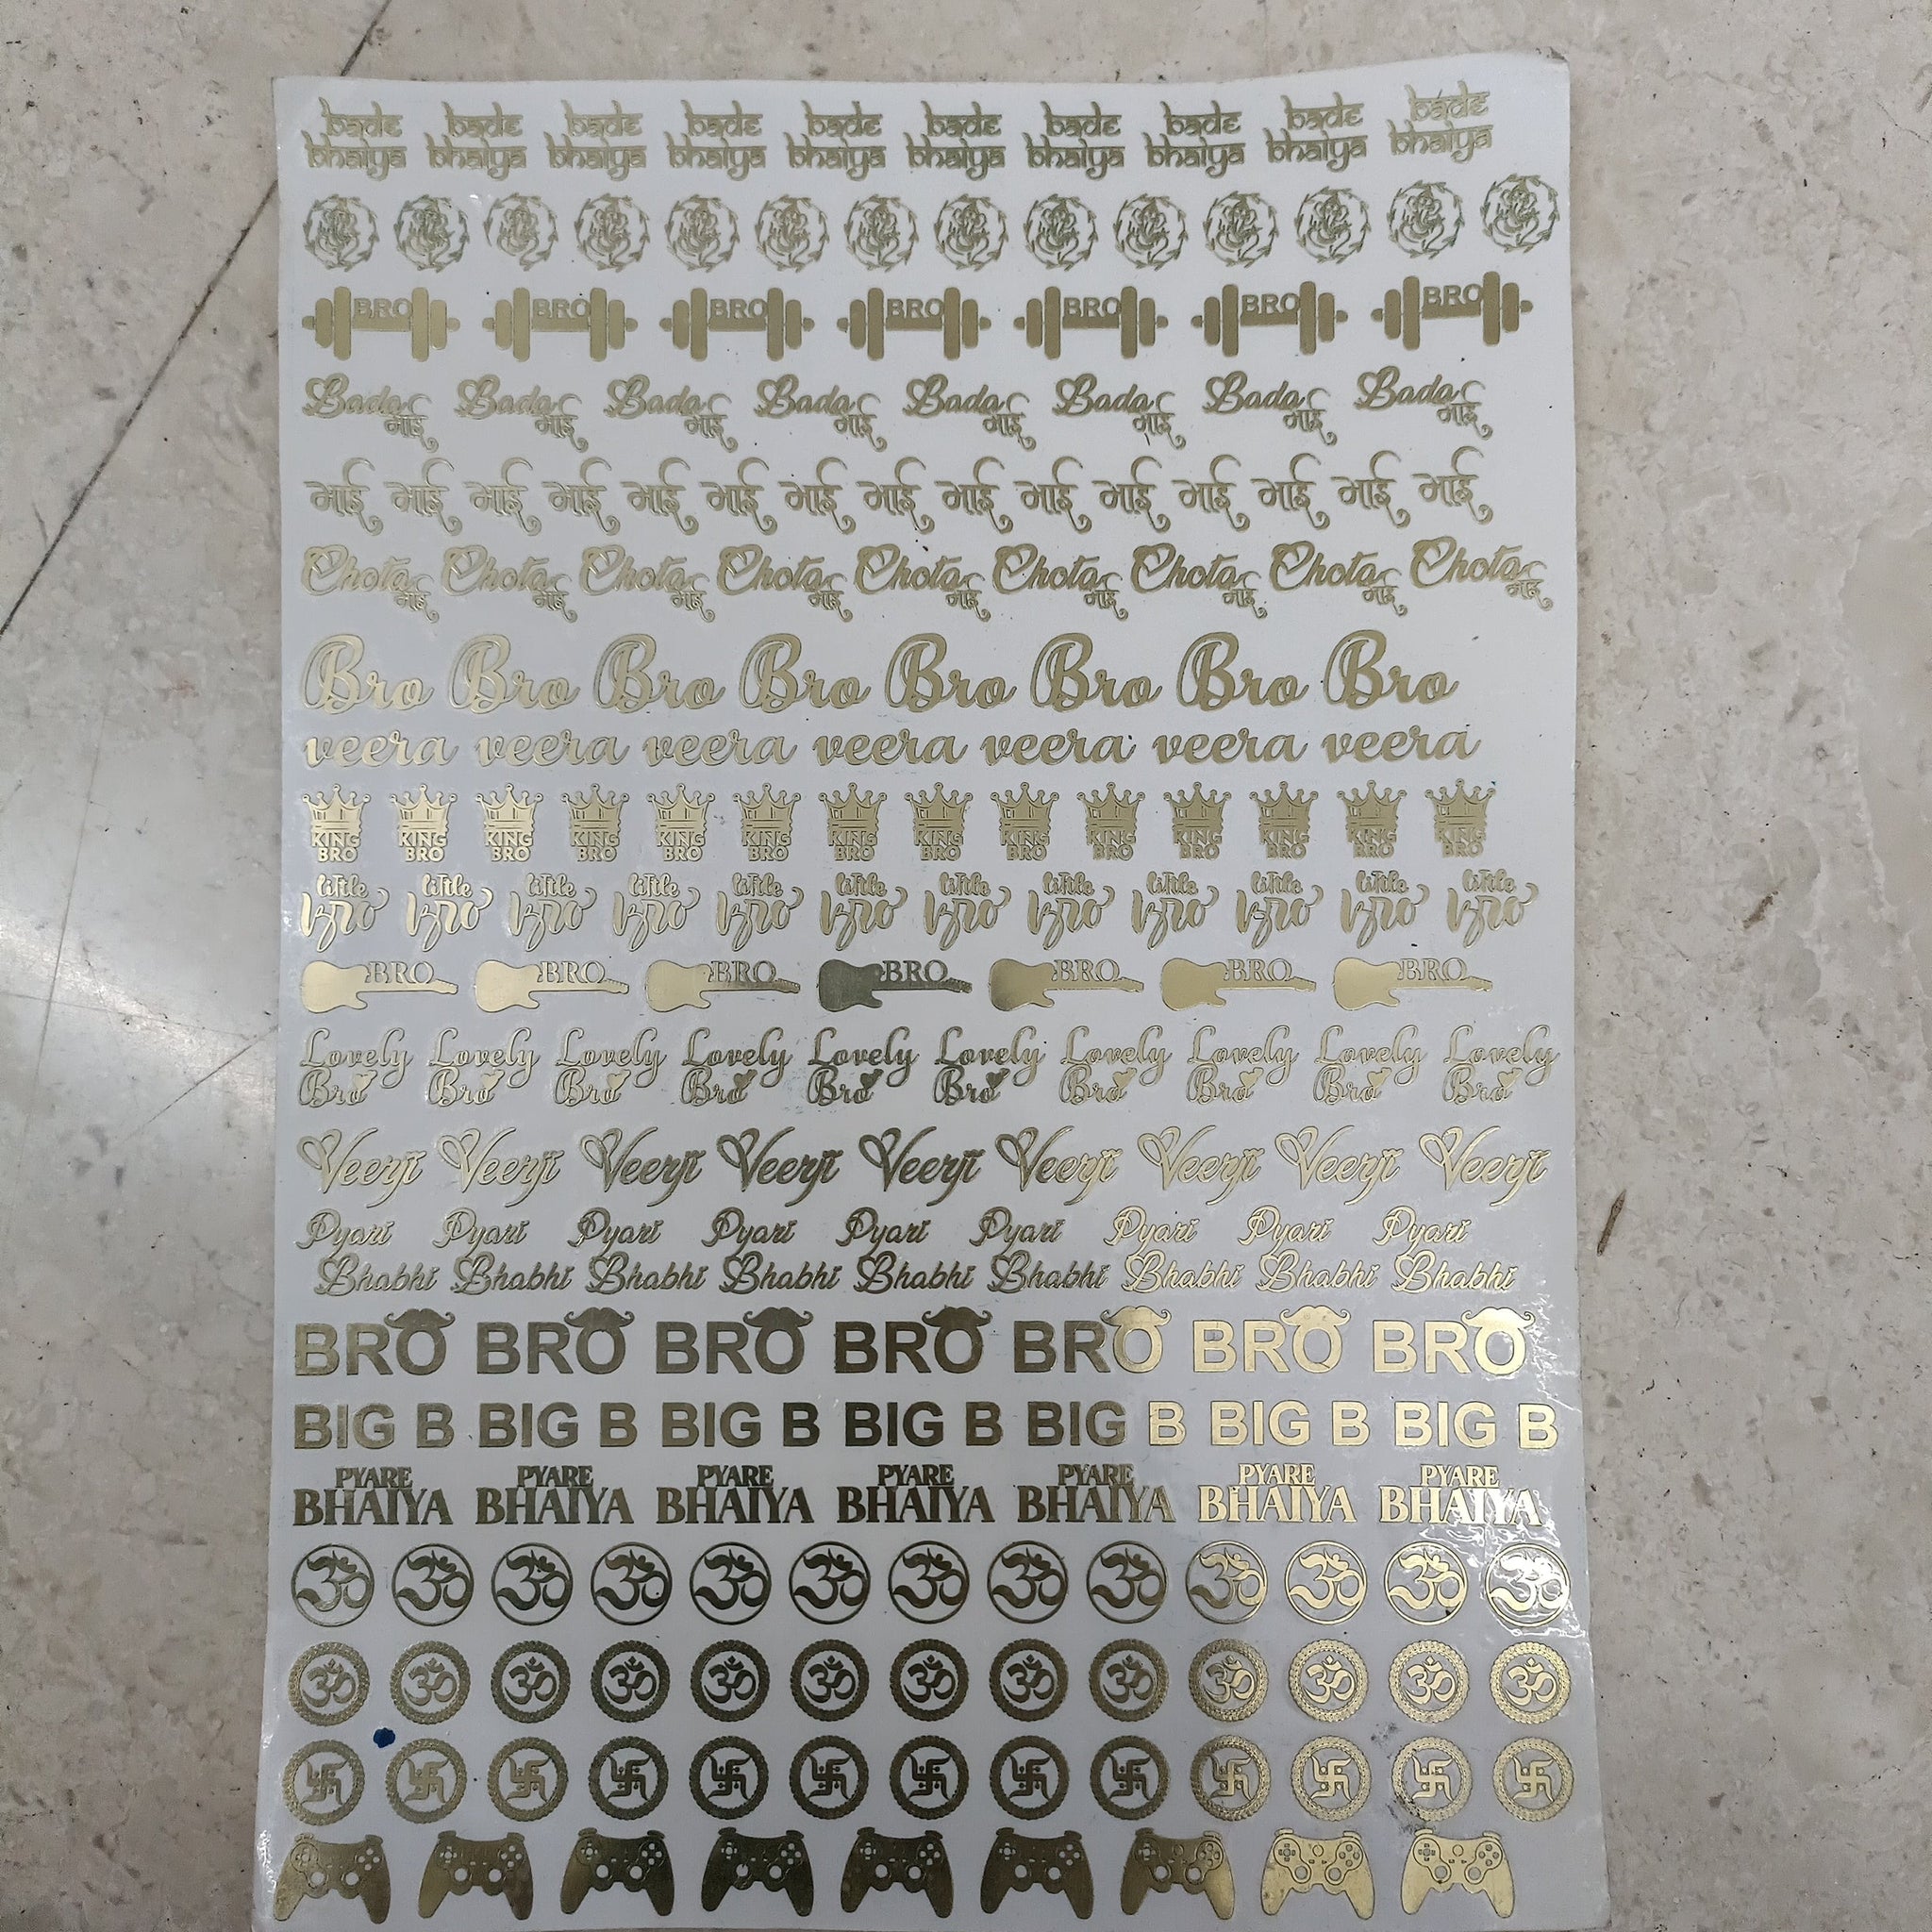 bade bade bade bade bade bade bade bade bade bade
bhaiya bhaiya bhaiya bhaiya bhaiya bhaiya bhaiya bhaiya bhaiya bhaiya
BRO BRO BRO BRO BRO BRO BRO
Bada Bada Bada Bada Bada Bada Bada Bada
भाई भाई भाई भाई भाई भाई भाई भाई
भाई भाई भाई भाई भाई भाई भाई भाई भाई भाई भाई भाई भाई भाई भाई
Chota Chota Chota Chota Chota Chota Chota Chota Chota
भाई भाई भाई भाई भाई भाई भाई भाई भाई
Bro Bro Bro Bro Bro Bro Bro Bro
veera veera veera veera veera veera veera
KING KING KING KING KING KING KING KING KING KING KING KING KING KING
BRO BRO BRO BRO BRO BRO BRO BRO BRO BRO BRO BRO BRO BRO
little little little little little little little little little little little little
Bro Bro Bro Bro Bro Bro Bro Bro Bro Bro Bro Bro
BRO BRO BRO BRO BRO BRO BRO
Lovely Lovely Lovely Lovely Lovely Lovely Lovely Lovely Lovely Lovely
Bro Bro Bro Bro Bro Bro Bro Bro Bro Bro
Veerji Veerji Veerji Veerji Veerji Veerji Veerji Veerji Veerji
Pyari Pyari Pyari Pyari Pyari Pyari Pyari Pyari Pyari
Bhabhi Bhabhi Bhabhi Bhabhi Bhabhi Bhabhi Bhabhi Bhabhi Bhabhi
BRO BRO BRO BRO BRO BRO BRO
BIG B BIG B BIG B BIG B BIG B BIG B BIG B
PYARE PYARE PYARE PYARE PYARE PYARE PYARE
BHAIYA BHAIYA BHAIYA BHAIYA BHAIYA BHAIYA BHAIYA
ॐ ॐ ॐ ॐ ॐ ॐ ॐ ॐ ॐ ॐ ॐ ॐ ॐ
ॐ ॐ ॐ ॐ ॐ ॐ ॐ ॐ ॐ ॐ ॐ ॐ ॐ